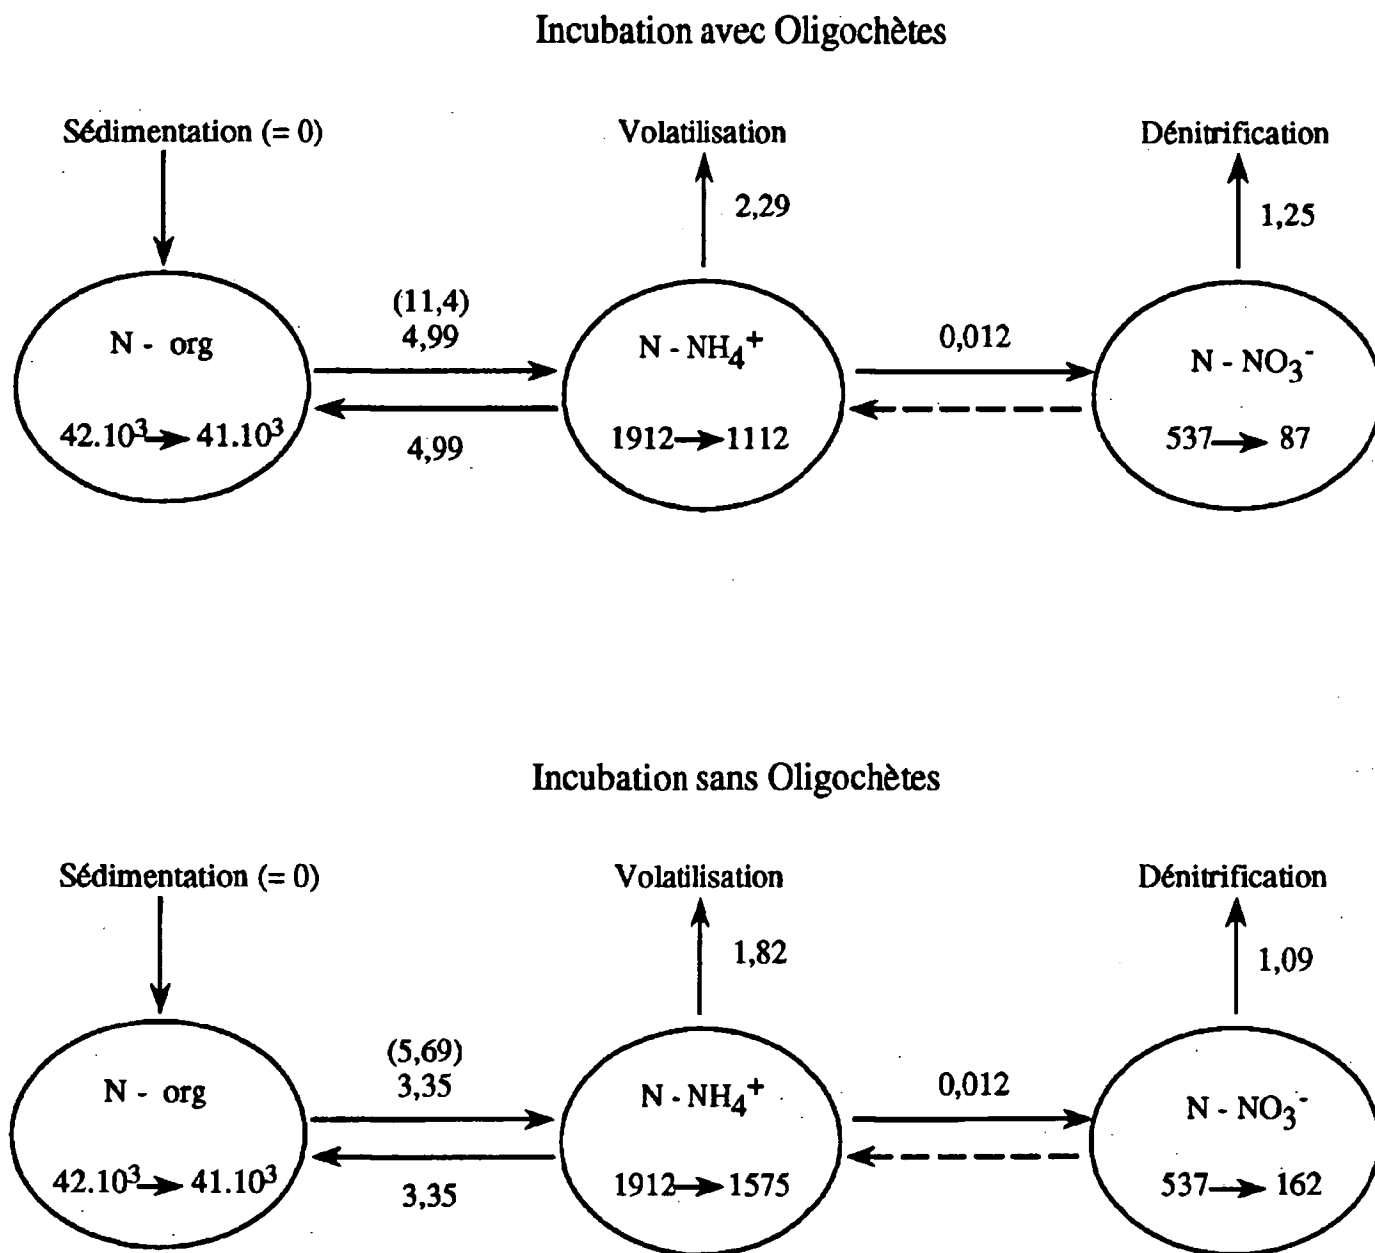 Incubation avec Oligochètes
Sédimentation (= 0)
Volatilisation
Dénitrification
2,29
1,25
(11,4)
4,99
0,012
N - org
N - NH₄⁺
N - NO₃⁻
42.10³ → 41.10³
4,99
1912 → 1112
537 → 87
Incubation sans Oligochètes
Sédimentation (= 0)
Volatilisation
Dénitrification
1,82
1,09
(5,69)
3,35
0,012
N - org
N - NH₄⁺
N - NO₃⁻
42.10³ → 41.10³
3,35
1912 → 1575
537 → 162